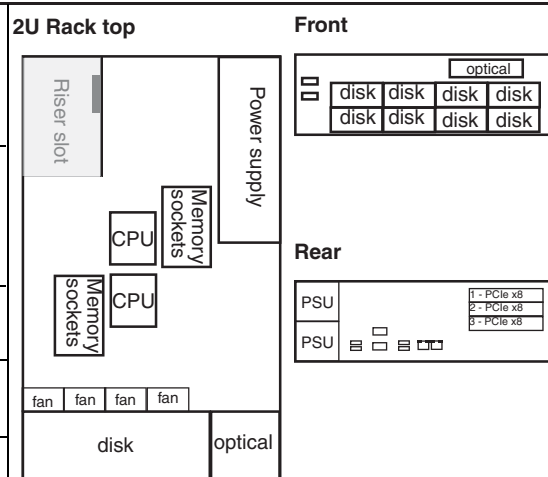 2U Rack top
Riser slot
Power supply
Memory
sockets
CPU
Memory
sockets
CPU
fan fan fan fan
disk
optical
Front
optical
disk disk disk disk
disk disk disk disk
Rear
PSU
PSU
1 - PCIe x8
2 - PCIe x8
3 - PCIe x8